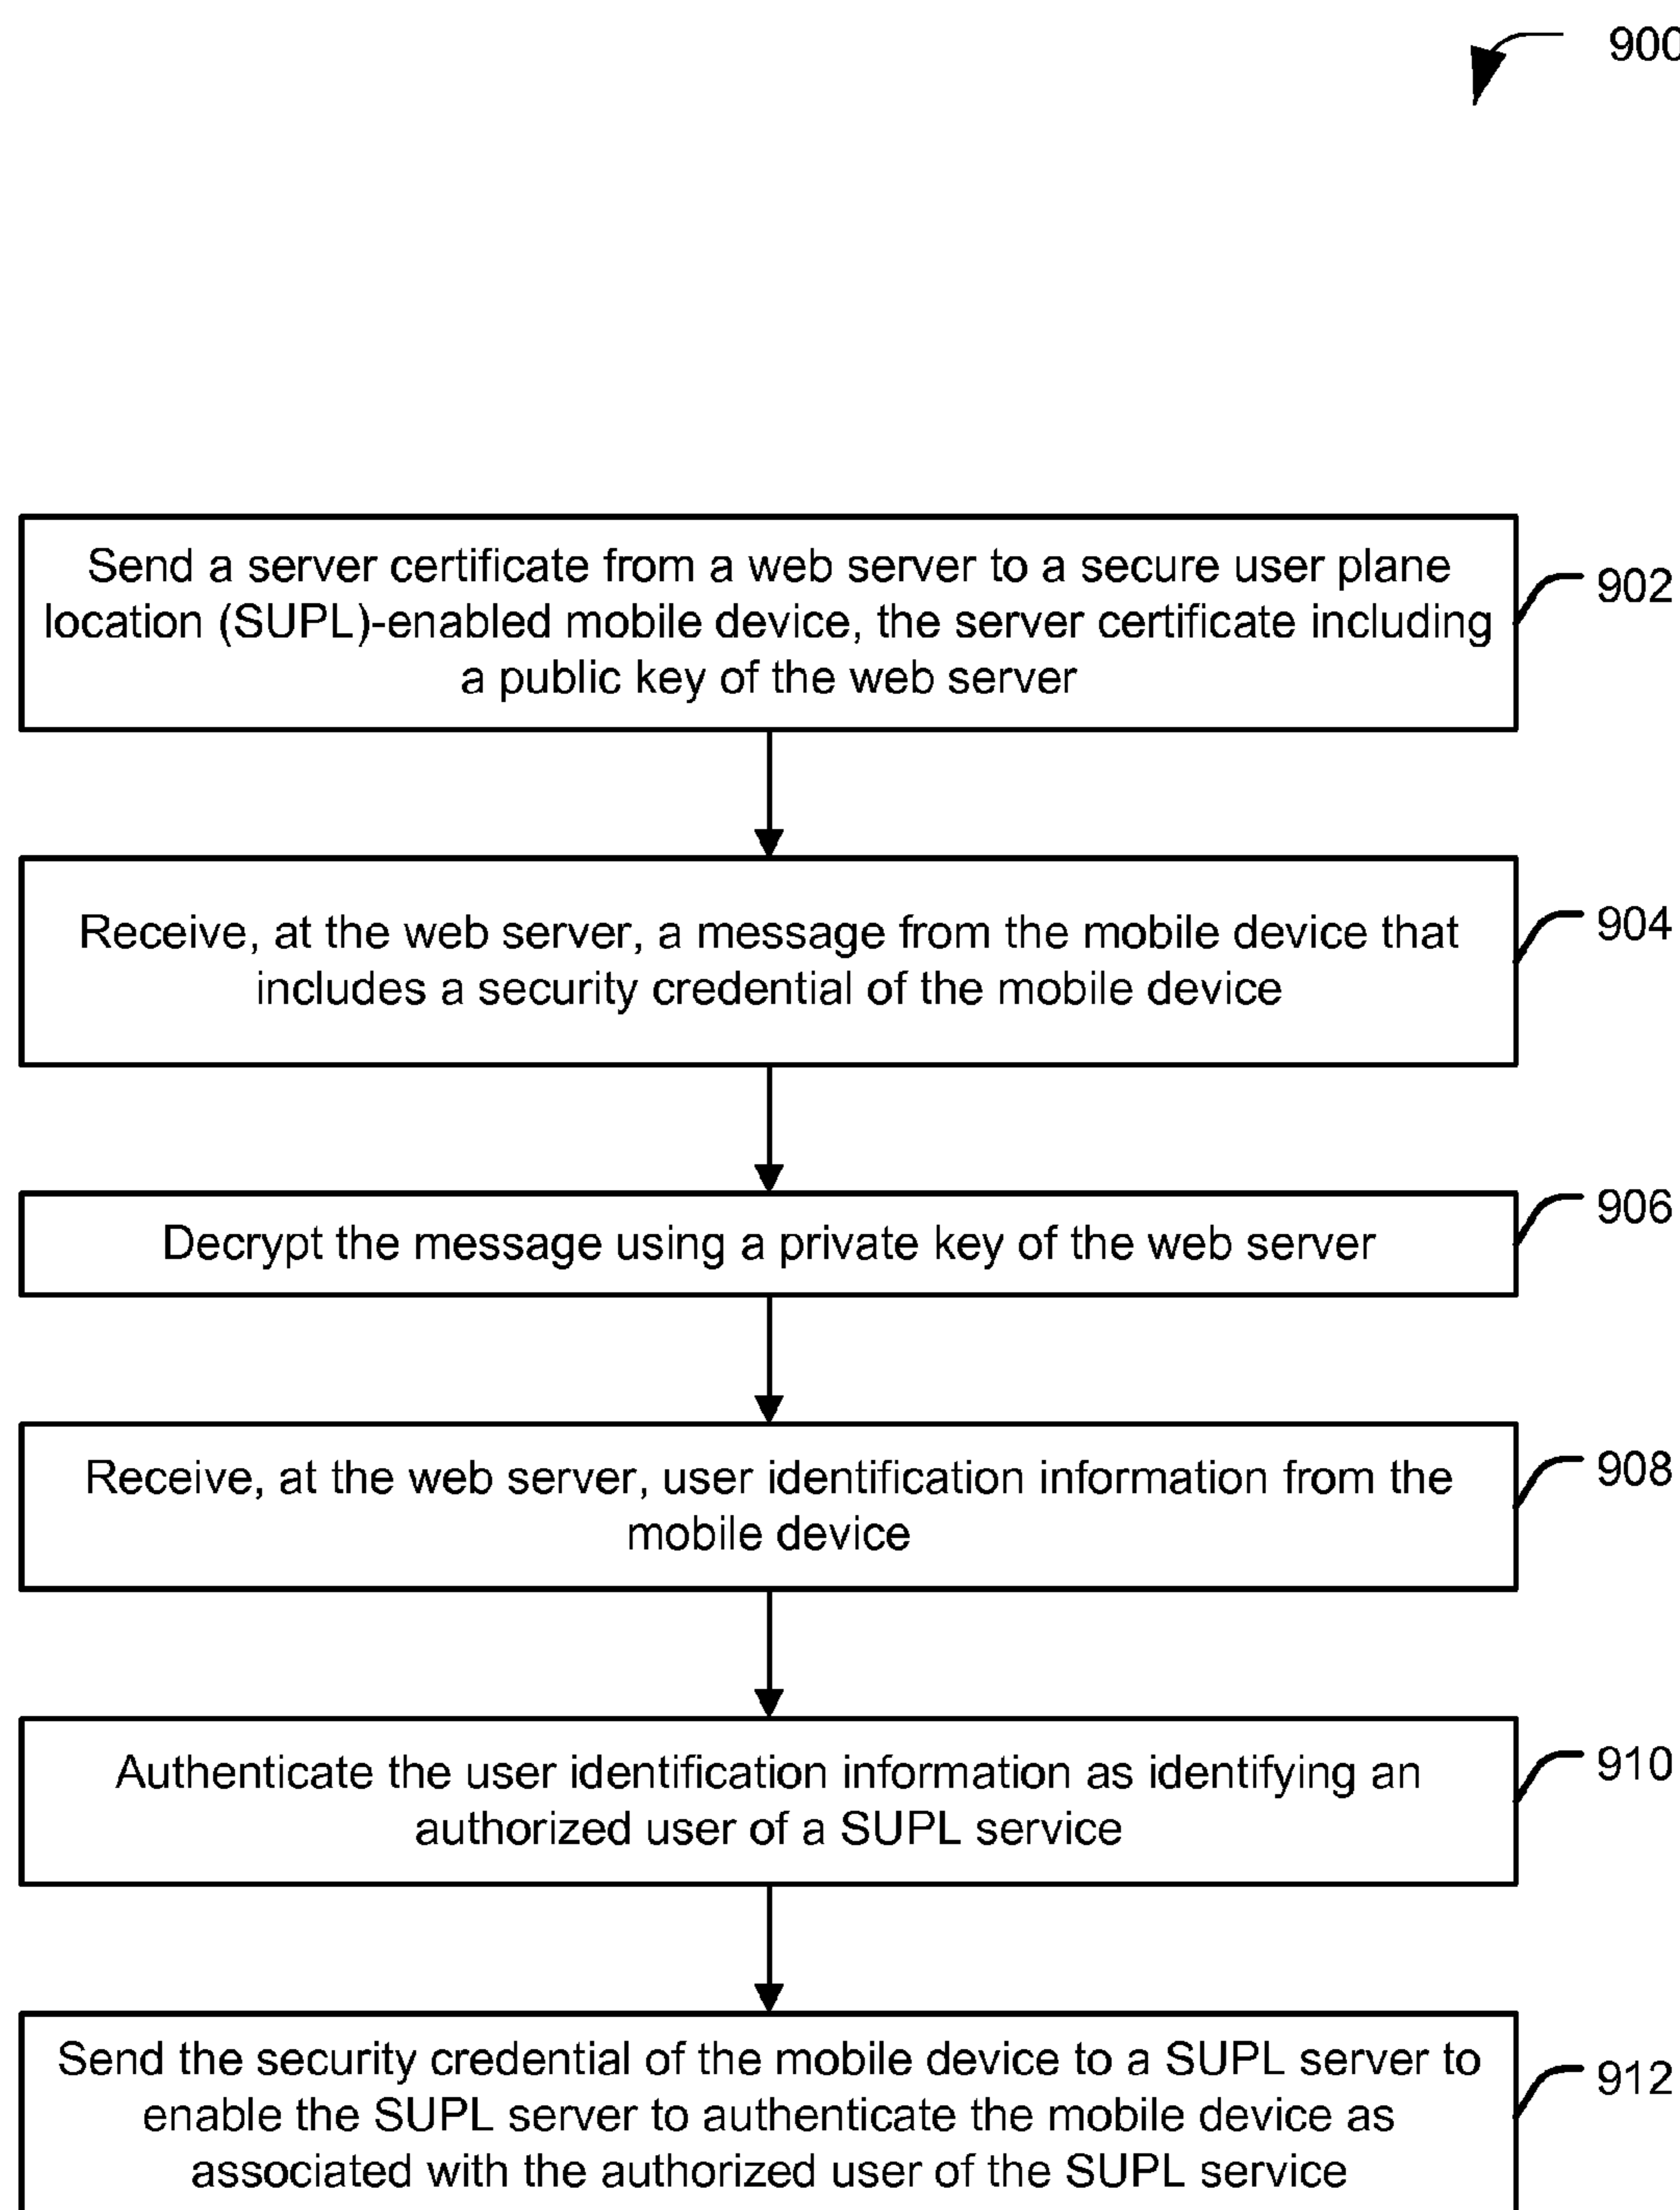 900
Send a server certificate from a web server to a secure user plane
location (SUPL)-enabled mobile device, the server certificate including
a public key of the web server
902
Receive, at the web server, a message from the mobile device that
includes a security credential of the mobile device
904
Decrypt the message using a private key of the web server
906
Receive, at the web server, user identification information from the
mobile device
908
Authenticate the user identification information as identifying an
authorized user of a SUPL service
910
Send the security credential of the mobile device to a SUPL server to
enable the SUPL server to authenticate the mobile device as
associated with the authorized user of the SUPL service
912